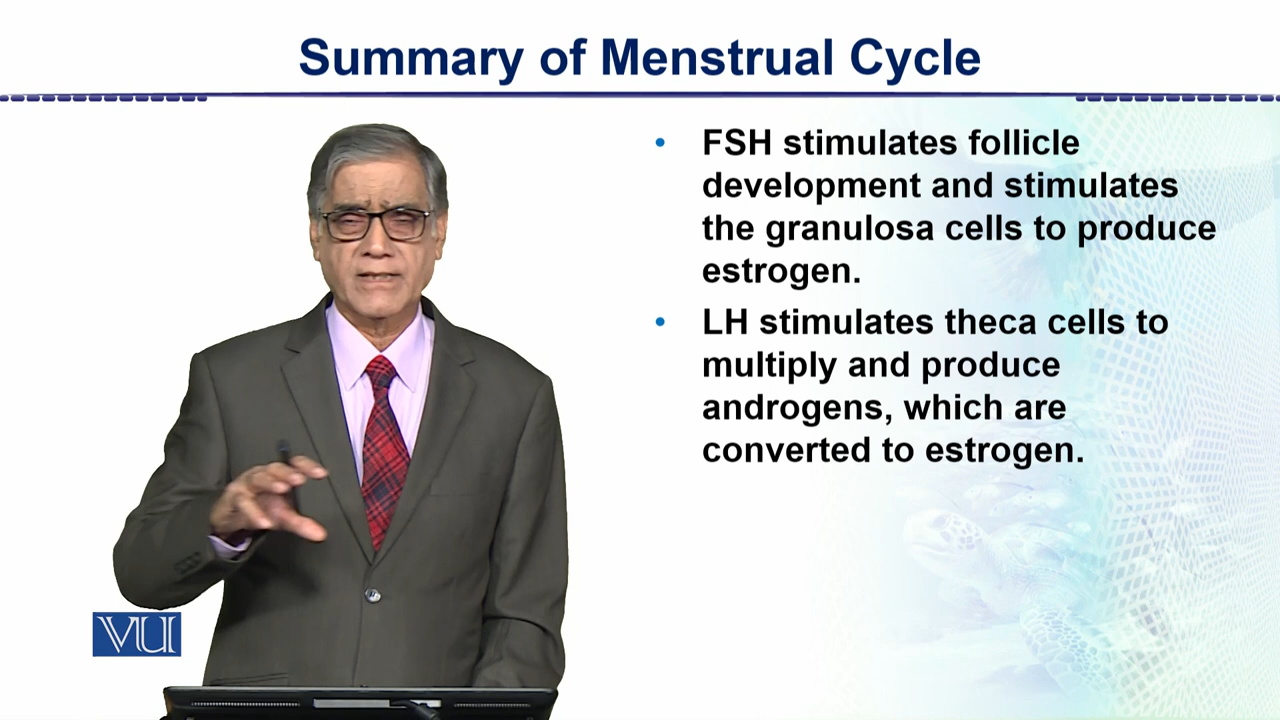 Summary of Menstrual Cycle
• FSH stimulates follicle
development and stimulates
the granulosa cells to produce
estrogen.
• LH stimulates theca cells to
multiply and produce
androgens, which are
converted to estrogen.
VU